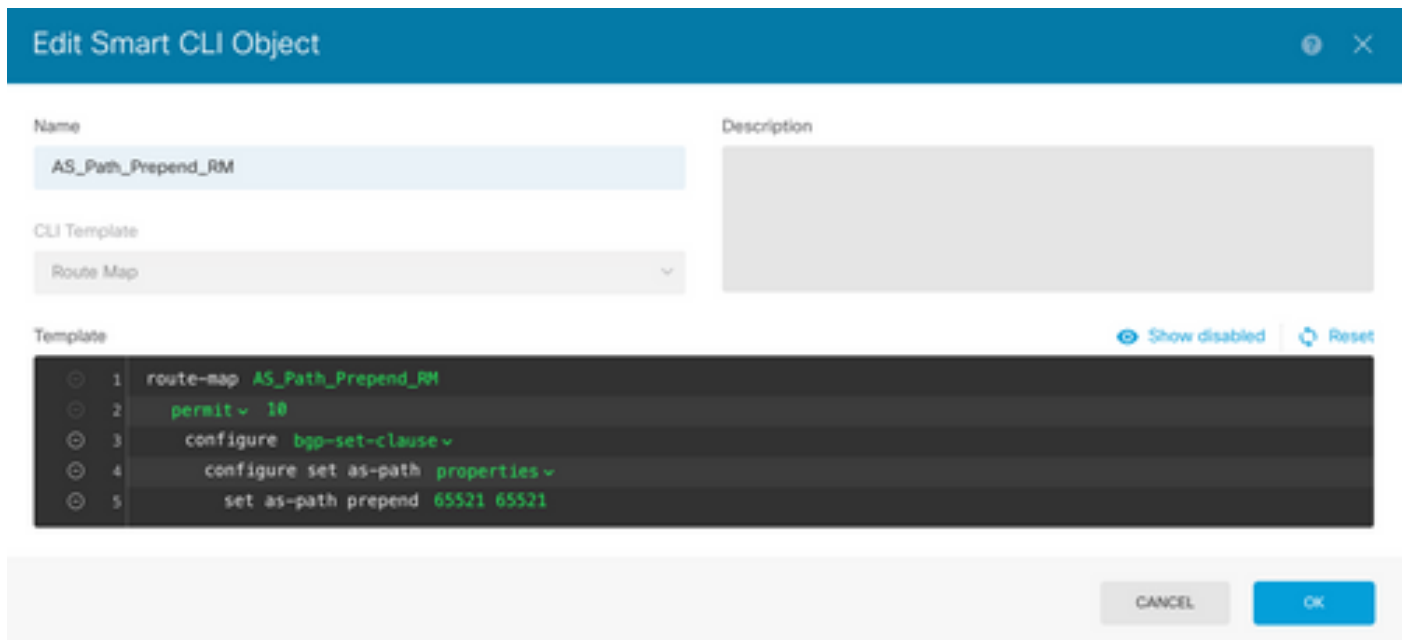 Edit Smart CLI Object
Name
AS_Path_Prepend_RM
Description
CLI Template
Route Map
Template
Show disabled
Reset
1 route-map AS_Path_Prepend_RM
2 permit 10
3 configure bgp-set-clause
4 configure set as-path properties
5 set as-path prepend 65521 65521
CANCEL
OK